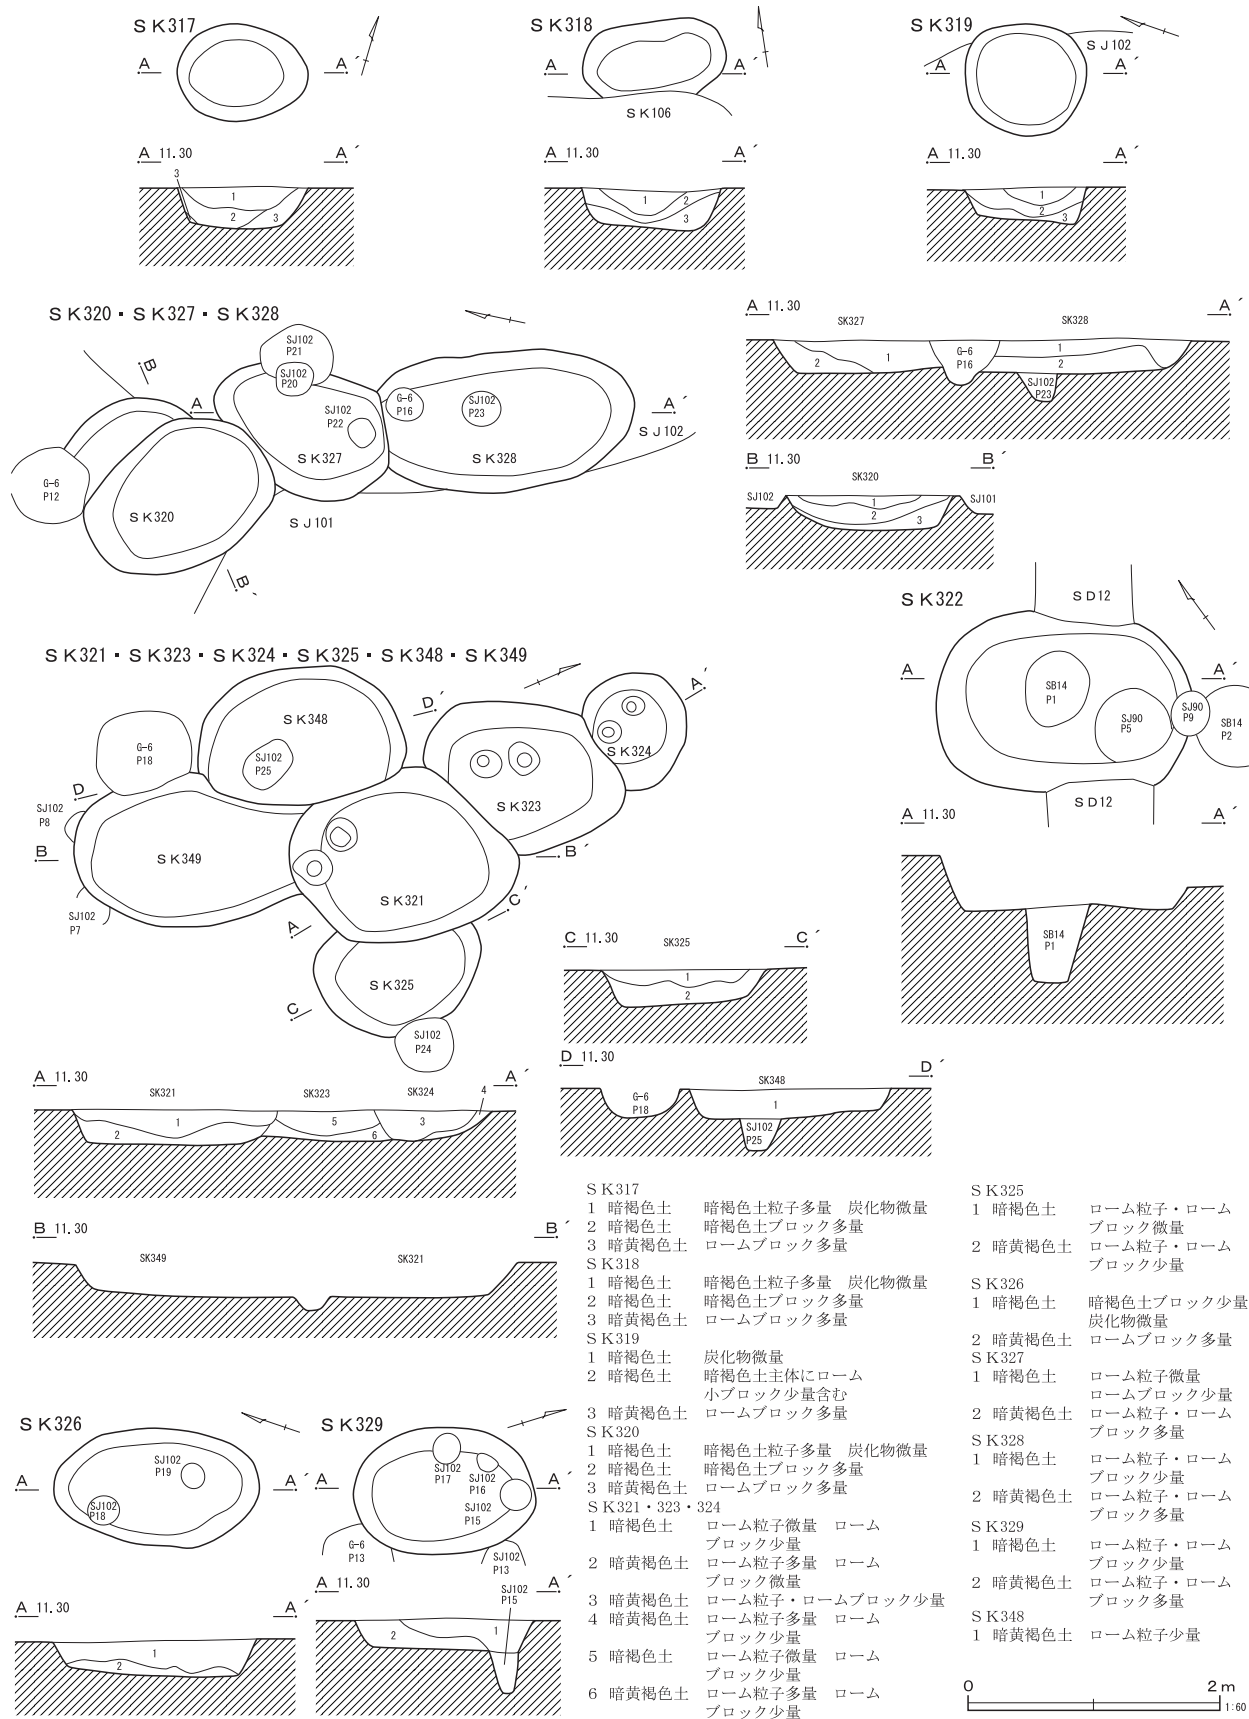 SK317
A A´
A 11.30 A´
3
1
2 3
SK318
A A´
SK106
A 11.30 A´
1 2
3
SK319
SJ102
A A´
A 11.30 A´
1
2 3
SK320・SK327・SK328
B
SJ102
P21
SJ102
P20
A
G-6
P16
SJ102
P23
A´
SJ102
P22
SJ102
SK327
SK328
G-6
P12
SK320
SJ101
B´
A 11.30 A´
SK327 SK328
G-6
P16
2 1
1
2
SJ102
P23
B 11.30 B´
SK320
SJ102 SJ101
1
2 3
SK322
SD12
A A´
SB14
P1
SJ90
P5
SJ90
P9
SB14
P2
SD12
A 11.30 A´
SB14
P1
SK321・SK323・SK324・SK325・SK348・SK349
D´
A´
SK348
G-6
P18
SJ102
P25
SK324
D
SK323
SJ102
P8
B B´
SK349
SK321
C´
SJ102
P7
A
SK325
C
SJ102
P24
C 11.30 C´
SK325
1
2
D 11.30 D´
SK348
G-6
P18
1
SJ102
P25
A 11.30 A´
SK321 SK323 SK324 4
1 5 3
2 6
B 11.30 B´
SK349 SK321
SK326
SJ102
P19
A A´
SJ102
P18
A 11.30 A´
1
2
SK329
SJ102
P17
SJ102
P16
A A´
SJ102
P15
G-6
P13
SJ102
P13
A 11.30 A´
SJ102
P15
2 1
SK317
1 暗褐色土 暗褐色土粒子多量 炭化物微量
2 暗褐色土 暗褐色土ブロック多量
3 暗黄褐色土 ロームブロック多量
SK318
1 暗褐色土 暗褐色土粒子多量 炭化物微量
2 暗褐色土 暗褐色土ブロック多量
3 暗黄褐色土 ロームブロック多量
SK319
1 暗褐色土 炭化物微量
2 暗褐色土 暗褐色土主体にローム
小ブロック少量含む
3 暗黄褐色土 ロームブロック多量
SK320
1 暗褐色土 暗褐色土粒子多量 炭化物微量
2 暗褐色土 暗褐色土ブロック多量
3 暗黄褐色土 ロームブロック多量
SK321・323・324
1 暗褐色土 ローム粒子微量 ローム
ブロック少量
2 暗黄褐色土 ローム粒子多量 ローム
ブロック微量
3 暗黄褐色土 ローム粒子・ロームブロック少量
4 暗黄褐色土 ローム粒子多量 ローム
ブロック少量
5 暗褐色土 ローム粒子微量 ローム
ブロック少量
6 暗黄褐色土 ローム粒子多量 ローム
ブロック少量
SK325
1 暗褐色土 ローム粒子・ローム
ブロック微量
2 暗黄褐色土 ローム粒子・ローム
ブロック少量
SK326
1 暗褐色土 暗褐色土ブロック少量
炭化物微量
2 暗黄褐色土 ロームブロック多量
SK327
1 暗褐色土 ローム粒子微量
ロームブロック少量
2 暗黄褐色土 ローム粒子・ローム
ブロック多量
SK328
1 暗褐色土 ローム粒子・ローム
ブロック少量
2 暗黄褐色土 ローム粒子・ローム
ブロック多量
SK329
1 暗褐色土 ローム粒子・ローム
ブロック少量
2 暗黄褐色土 ローム粒子・ローム
ブロック多量
SK348
1 暗黄褐色土 ローム粒子少量
0 2m
1:60